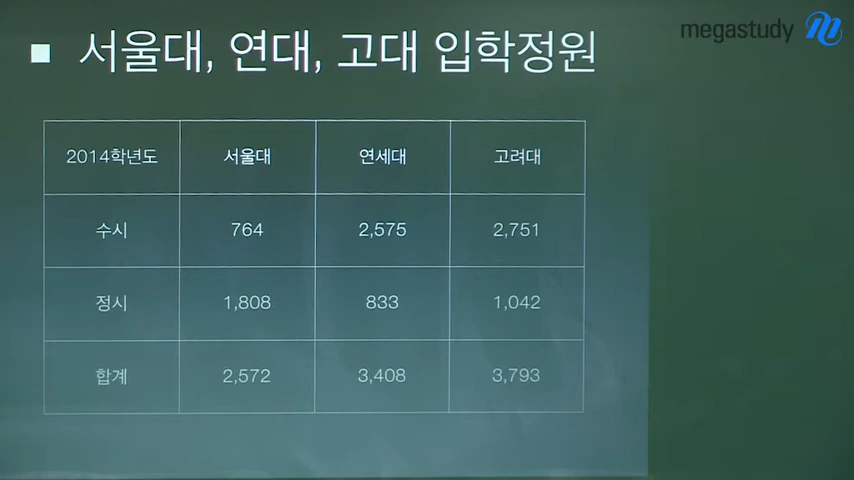 megastudy
■ 서울대, 연대, 고대 입학정원
2014학년도 서울대 연세대 고려대
수시 764 2,575 2,751
정시 1,808 833 1,042
합계 2,572 3,408 3,793